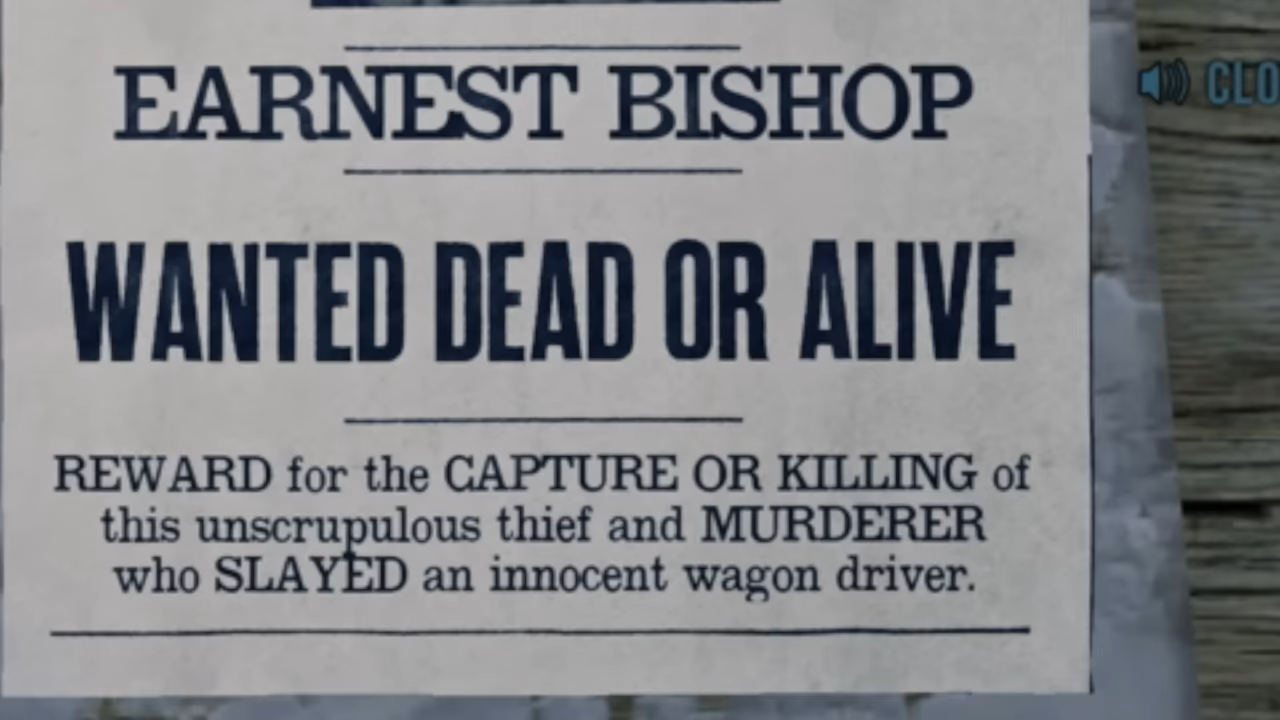 EARNEST BISHOP
WANTED DEAD OR ALIVE
REWARD for the CAPTURE OR KILLING of
this unscrupulous thief and MURDERER
who SLAYED an innocent wagon driver.